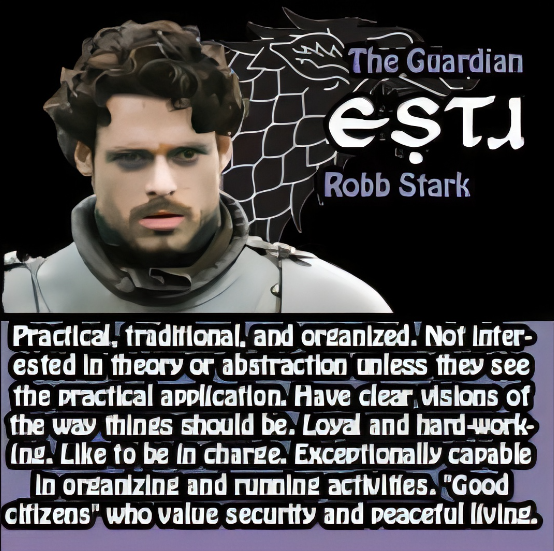 The Guardian
ESTJ
Robb Stark
Practical, traditional, and organized. Not inter-
ested in theory or abstraction unless they see
the practical application. Have clear visions of
the way things should be. Loyal and hard-work-
ing. Like to be in charge. Exceptionally capable
in organizing and running activities. "Good
citizens" who value security and peaceful living.